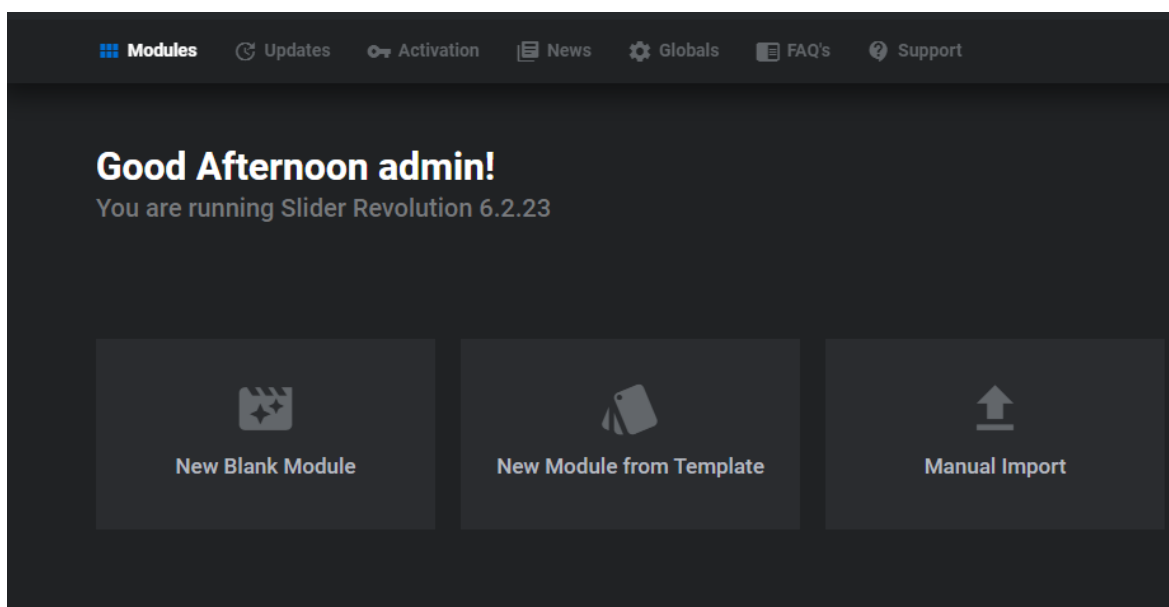 Modules Updates Activation News Globals FAQ's Support
Good Afternoon admin!
You are running Slider Revolution 6.2.23
New Blank Module New Module from Template Manual Import